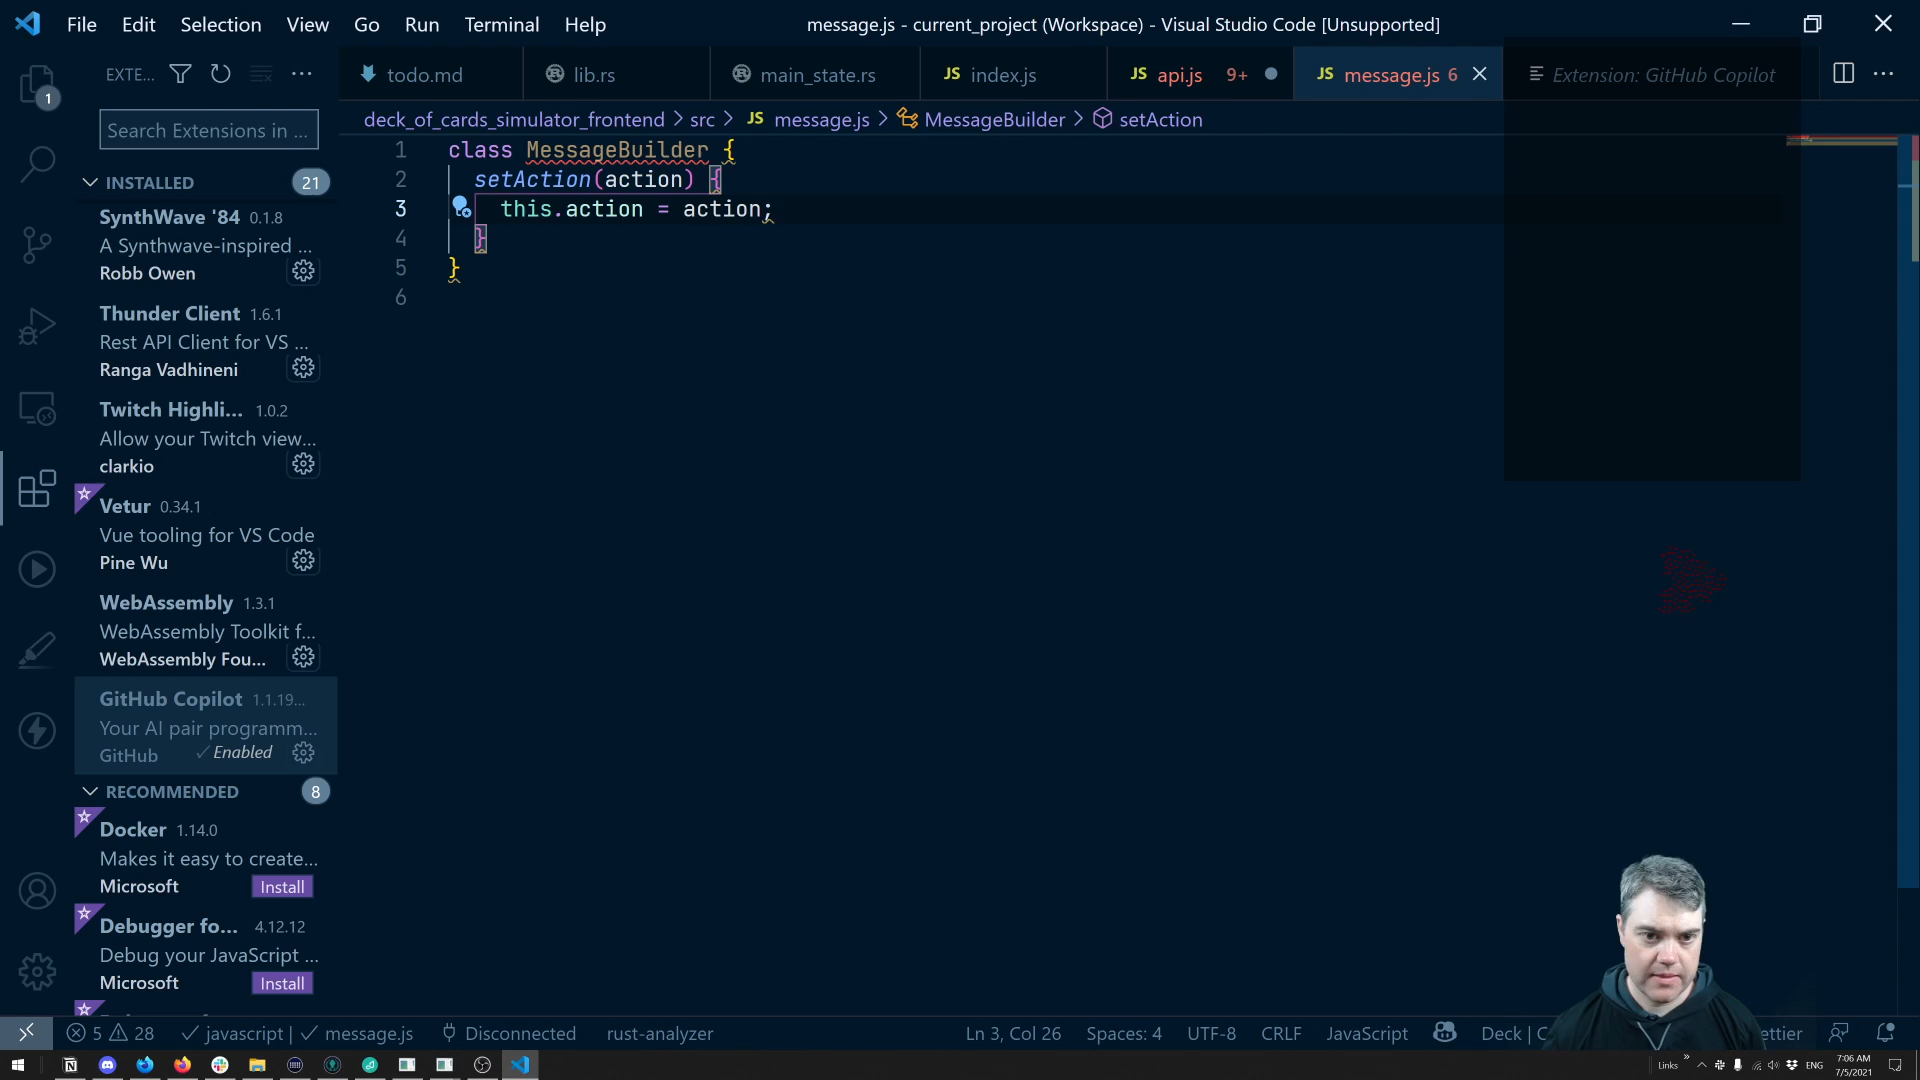 File Edit Selection View Go Run Terminal Help
message.js - current_project (Workspace) - Visual Studio Code [Unsupported]
EXTE...
todo.md
lib.rs
main_state.rs
JS index.js
JS api.js 9+
JS message.js 6
Extension: GitHub Copilot
1
Search Extensions in ...
deck_of_cards_simulator_frontend > src > JS message.js > MessageBuilder > setAction
1 class MessageBuilder {
2 setAction(action) {
3 this.action = action;
4 }
5 }
6
INSTALLED 21
SynthWave '84 0.1.8
A Synthwave-inspired ...
Robb Owen
Thunder Client 1.6.1
Rest API Client for VS ...
Ranga Vadhineni
Twitch Highli... 1.0.2
Allow your Twitch view...
clarkio
Vetur 0.34.1
Vue tooling for VS Code
Pine Wu
WebAssembly 1.3.1
WebAssembly Toolkit f...
WebAssembly Fou...
GitHub Copilot 1.1.19...
Your AI pair programm...
GitHub ✓ Enabled
RECOMMENDED 8
Docker 1.14.0
Makes it easy to create...
Microsoft Install
Debugger fo... 4.12.12
Debug your JavaScript ...
Microsoft Install
5 28 ✓ javascript | ✓ message.js Disconnected rust-analyzer
Ln 3, Col 26 Spaces: 4 UTF-8 CRLF JavaScript Deck | C ettier
Links » ENG
7:06 AM
7/5/2021